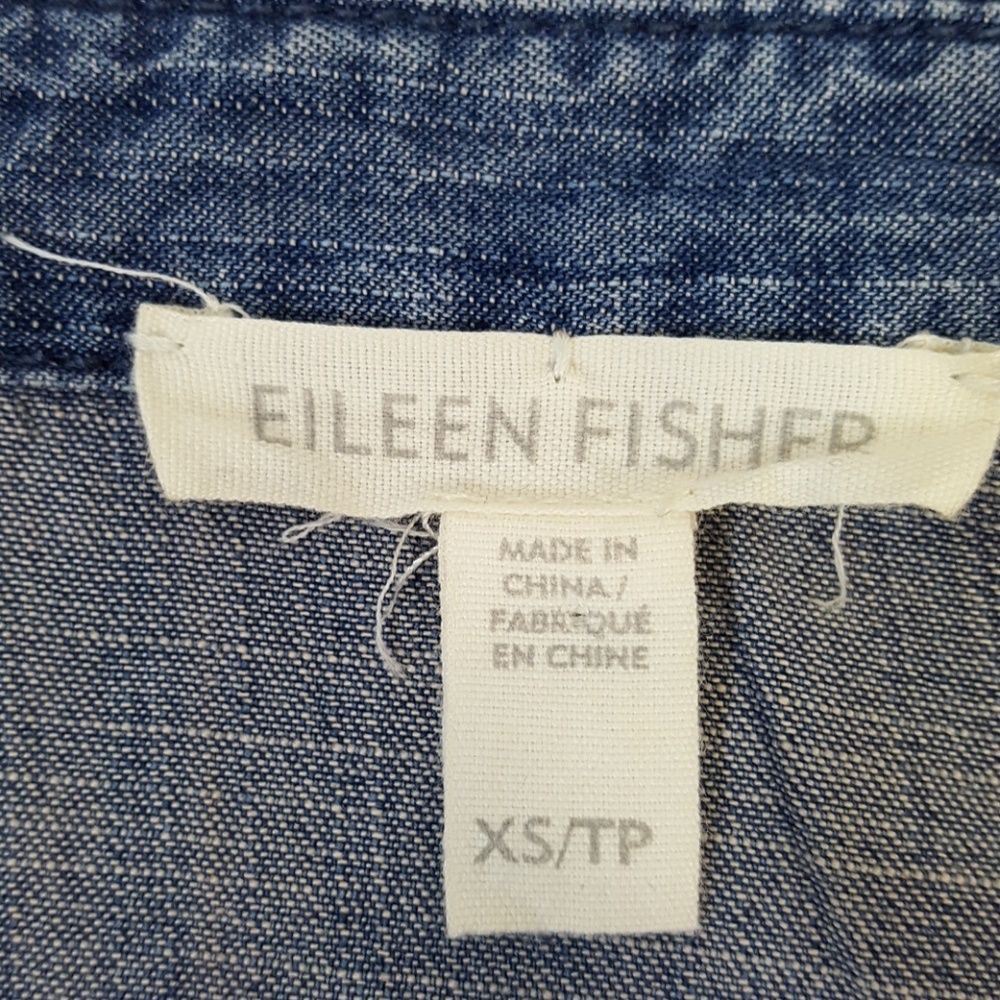 EILEEN FISHER
MADE IN
CHINA /
FABRIQUÉ
EN CHINE
XS/TP